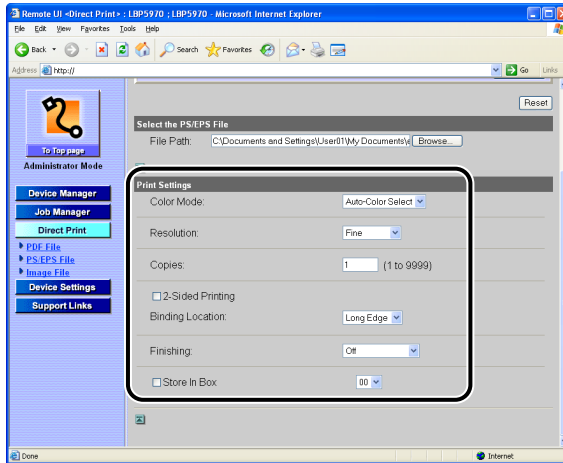 Remote UI <Direct Print> : LBP5970 ; LBP5970 - Microsoft Internet Explorer
File Edit View Favorites Tools Help
Back Search Favorites
Address http:// Go Links
Reset
Select the PS/EPS File
File Path: C:\Documents and Settings\User01\My Documents\ Browse...
To Top page
Administrator Mode
Device Manager
Job Manager
Direct Print
PDF File
PS/EPS File
Image File
Device Settings
Support Links
Print Settings
Color Mode: Auto-Color Select
Resolution: Fine
Copies: 1 (1 to 9999)
2-Sided Printing
Binding Location: Long Edge
Finishing: Off
Store In Box 00
Done Internet